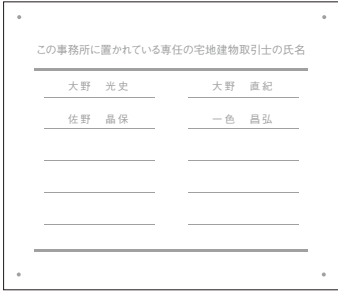 この事務所に置かれている専任の宅地建物取引士の氏名
大野　光史　　大野　直紀
佐野　晶保　　一色　昌弘